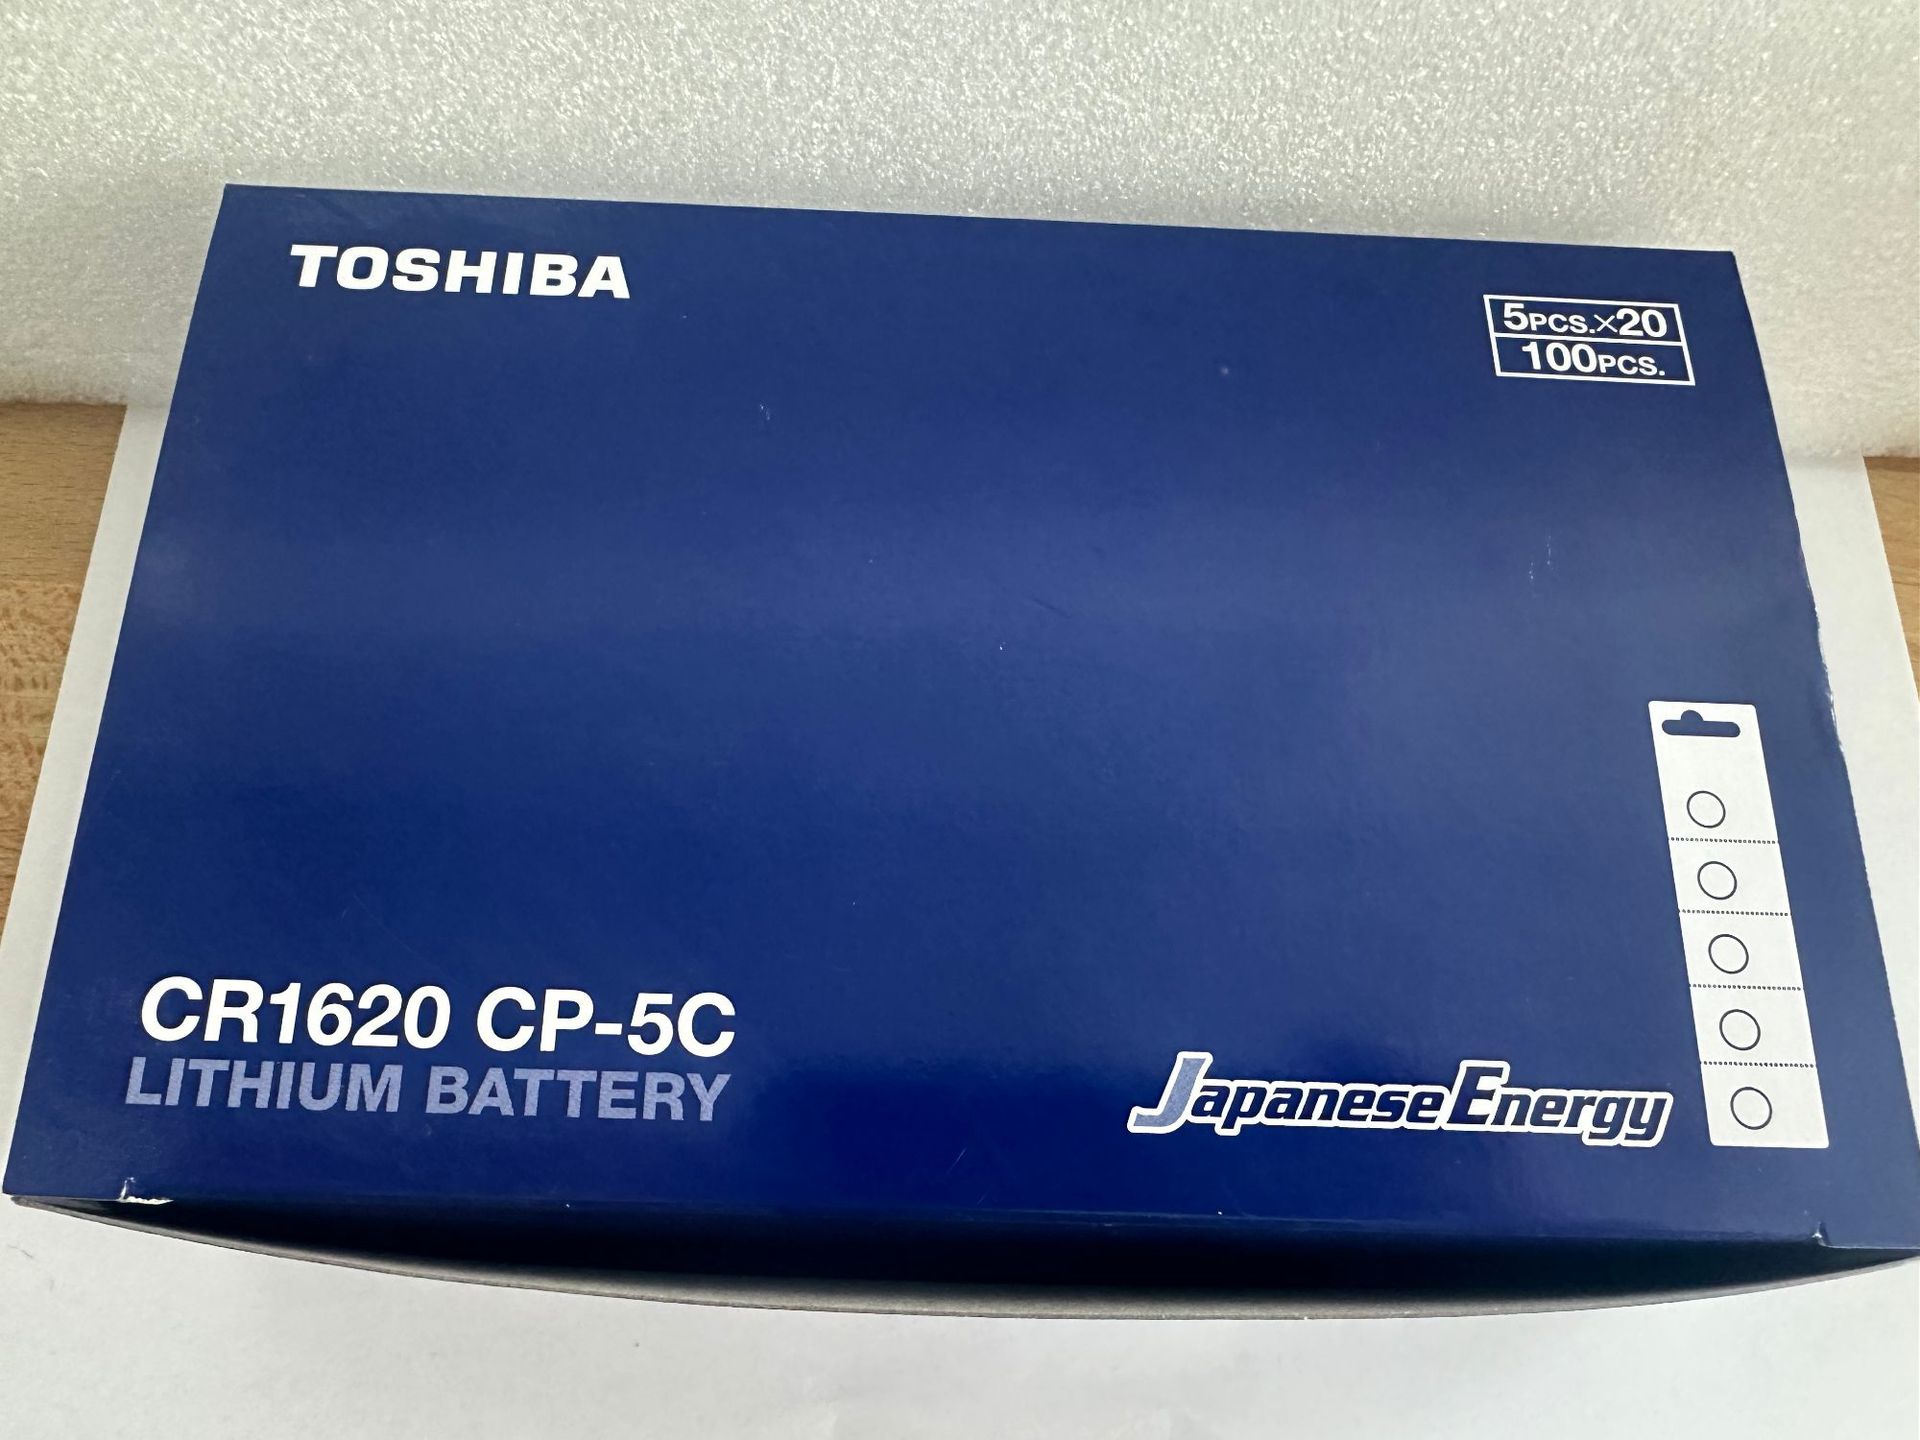 TOSHIBA
5PCS.×20
100PCS.
CR1620 CP-5C
LITHIUM BATTERY
JapaneseEnergy